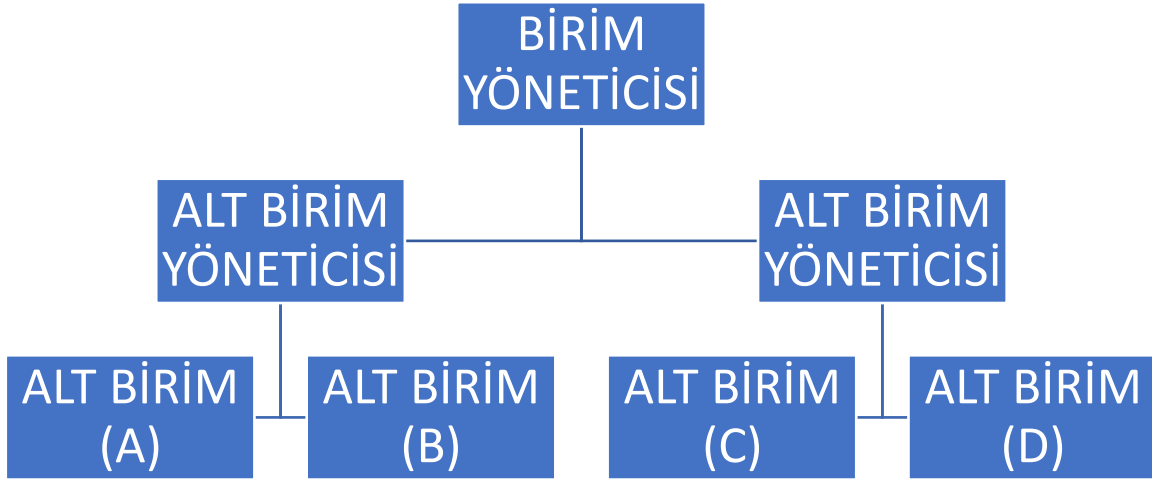 BİRİM
YÖNETİCİSİ
ALT BİRİM
YÖNETİCİSİ
ALT BİRİM
YÖNETİCİSİ
ALT BİRİM
(A)
ALT BİRİM
(B)
ALT BİRİM
(C)
ALT BİRİM
(D)